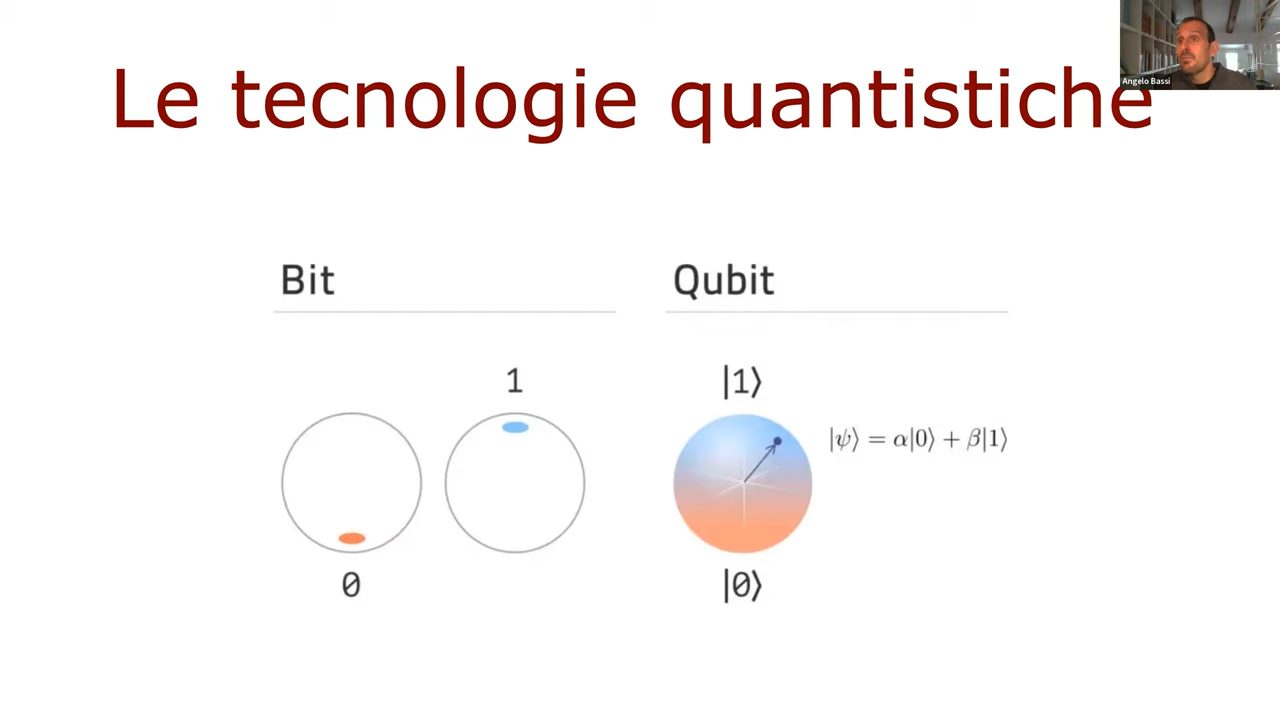 Le tecnologie quantistiche
Angelo Bassi
Bit
Qubit
1
|1⟩
|ψ⟩ = α|0⟩ + β|1⟩
0
|0⟩